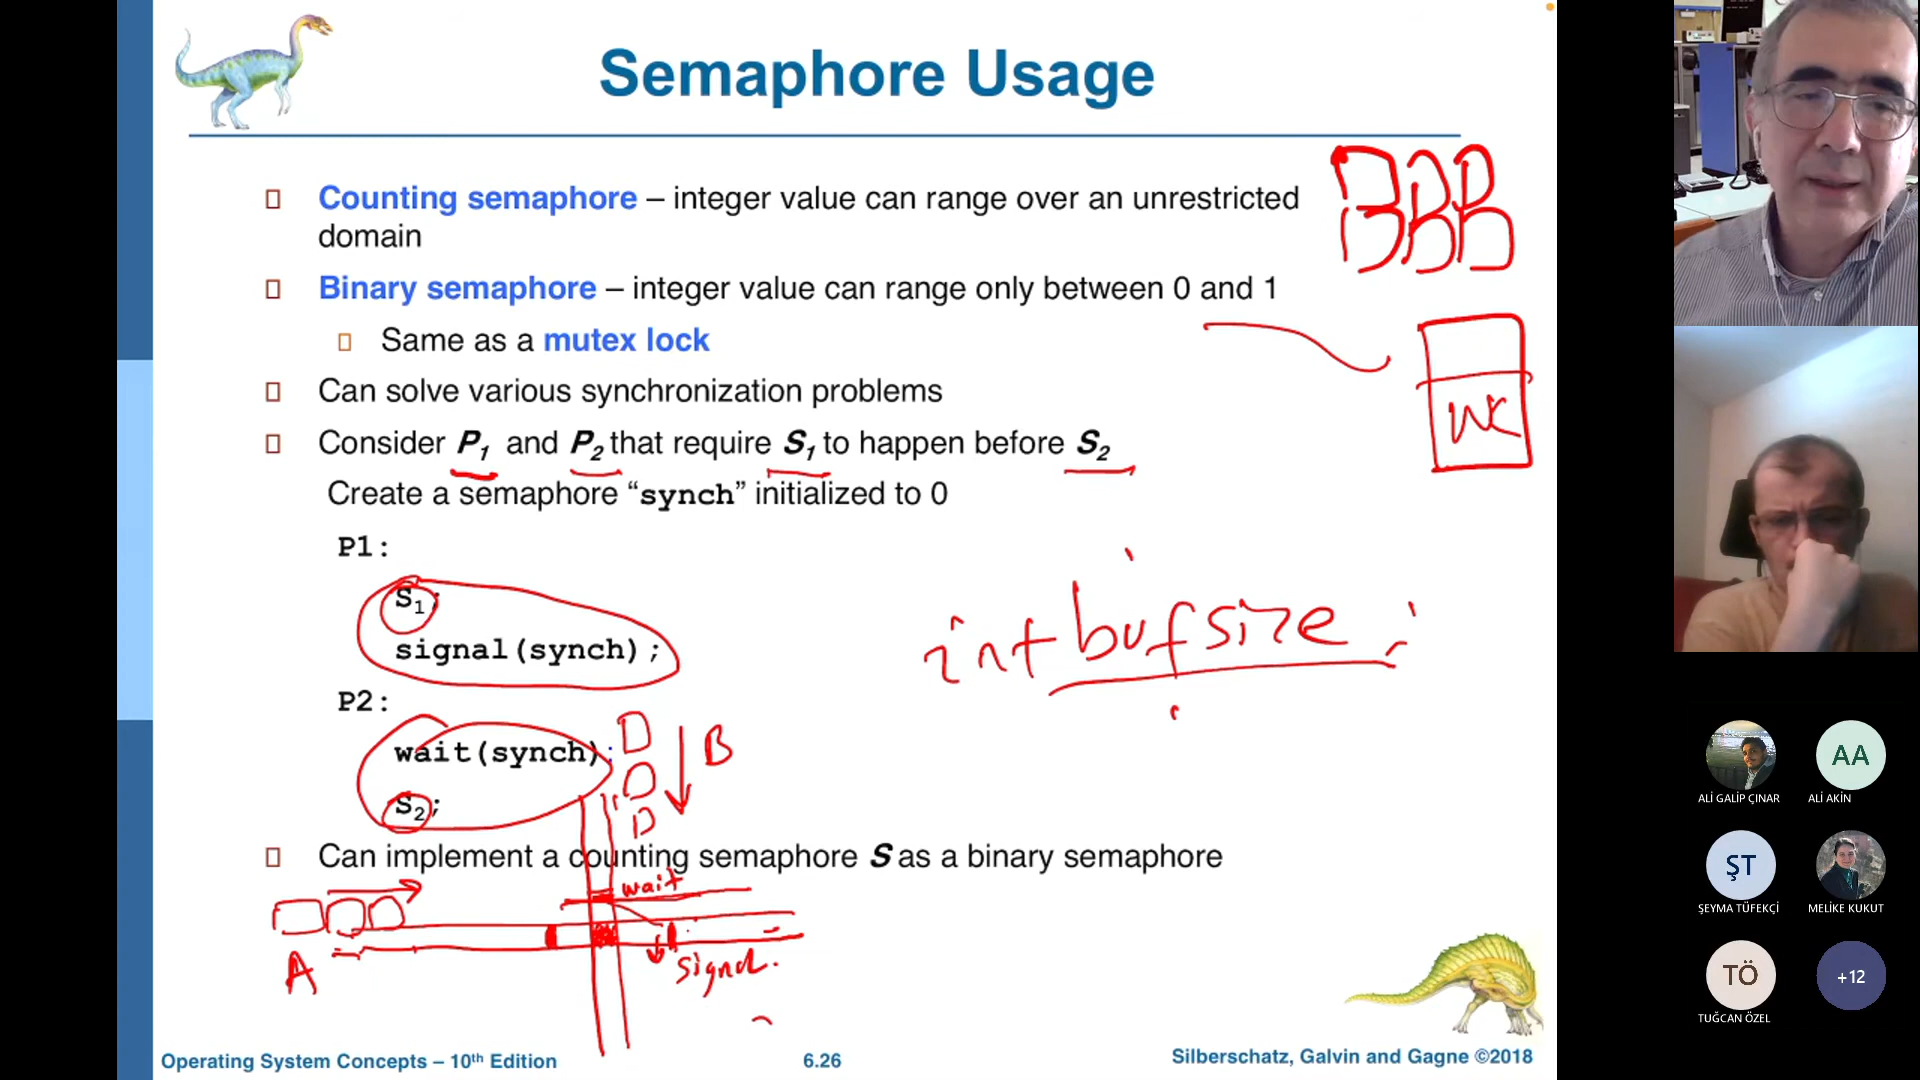 Semaphore Usage
Counting semaphore – integer value can range over an unrestricted
domain
Binary semaphore – integer value can range only between 0 and 1
Same as a mutex lock
Can solve various synchronization problems
Consider P1 and P2 that require S1 to happen before S2
Create a semaphore “synch” initialized to 0
P1:
S1;
signal(synch);
int bufsize ;
P2:
wait(synch);
B
S2;
Can implement a counting semaphore S as a binary semaphore
wait
A
signal.
Operating System Concepts – 10th Edition
6.26
Silberschatz, Galvin and Gagne ©2018
AA
ALİ GALİP ÇINAR
ALİ AKİN
ŞT
ŞEYMA TÜFEKÇİ
MELİKE KUKUT
TÖ
+12
TUĞCAN ÖZEL